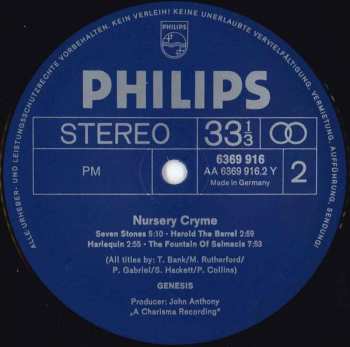 ALLE URHEBER- UND LEISTUNGSSCHUTZRECHTE VORBEHALTEN. KEIN VERLEIH! KEINE UNERLAUBTE VERVIELFÄLTIGUNG, VERMIETUNG, AUFFÜHRUNG, SENDUNG!
PHILIPS
STEREO 33 1/3
PM
6369 916
AA 6369 916.2 Y
Made in Germany
2
Nursery Cryme
Seven Stones 5:10 · Harold The Barrel 2:59
Harlequin 2:55 · The Fountain Of Salmacis 7:53
(All titles by: T. Bank/M. Rutherford/
P. Gabriel/S. Hackett/P. Collins)
GENESIS
Producer: John Anthony
„A Charisma Recording"